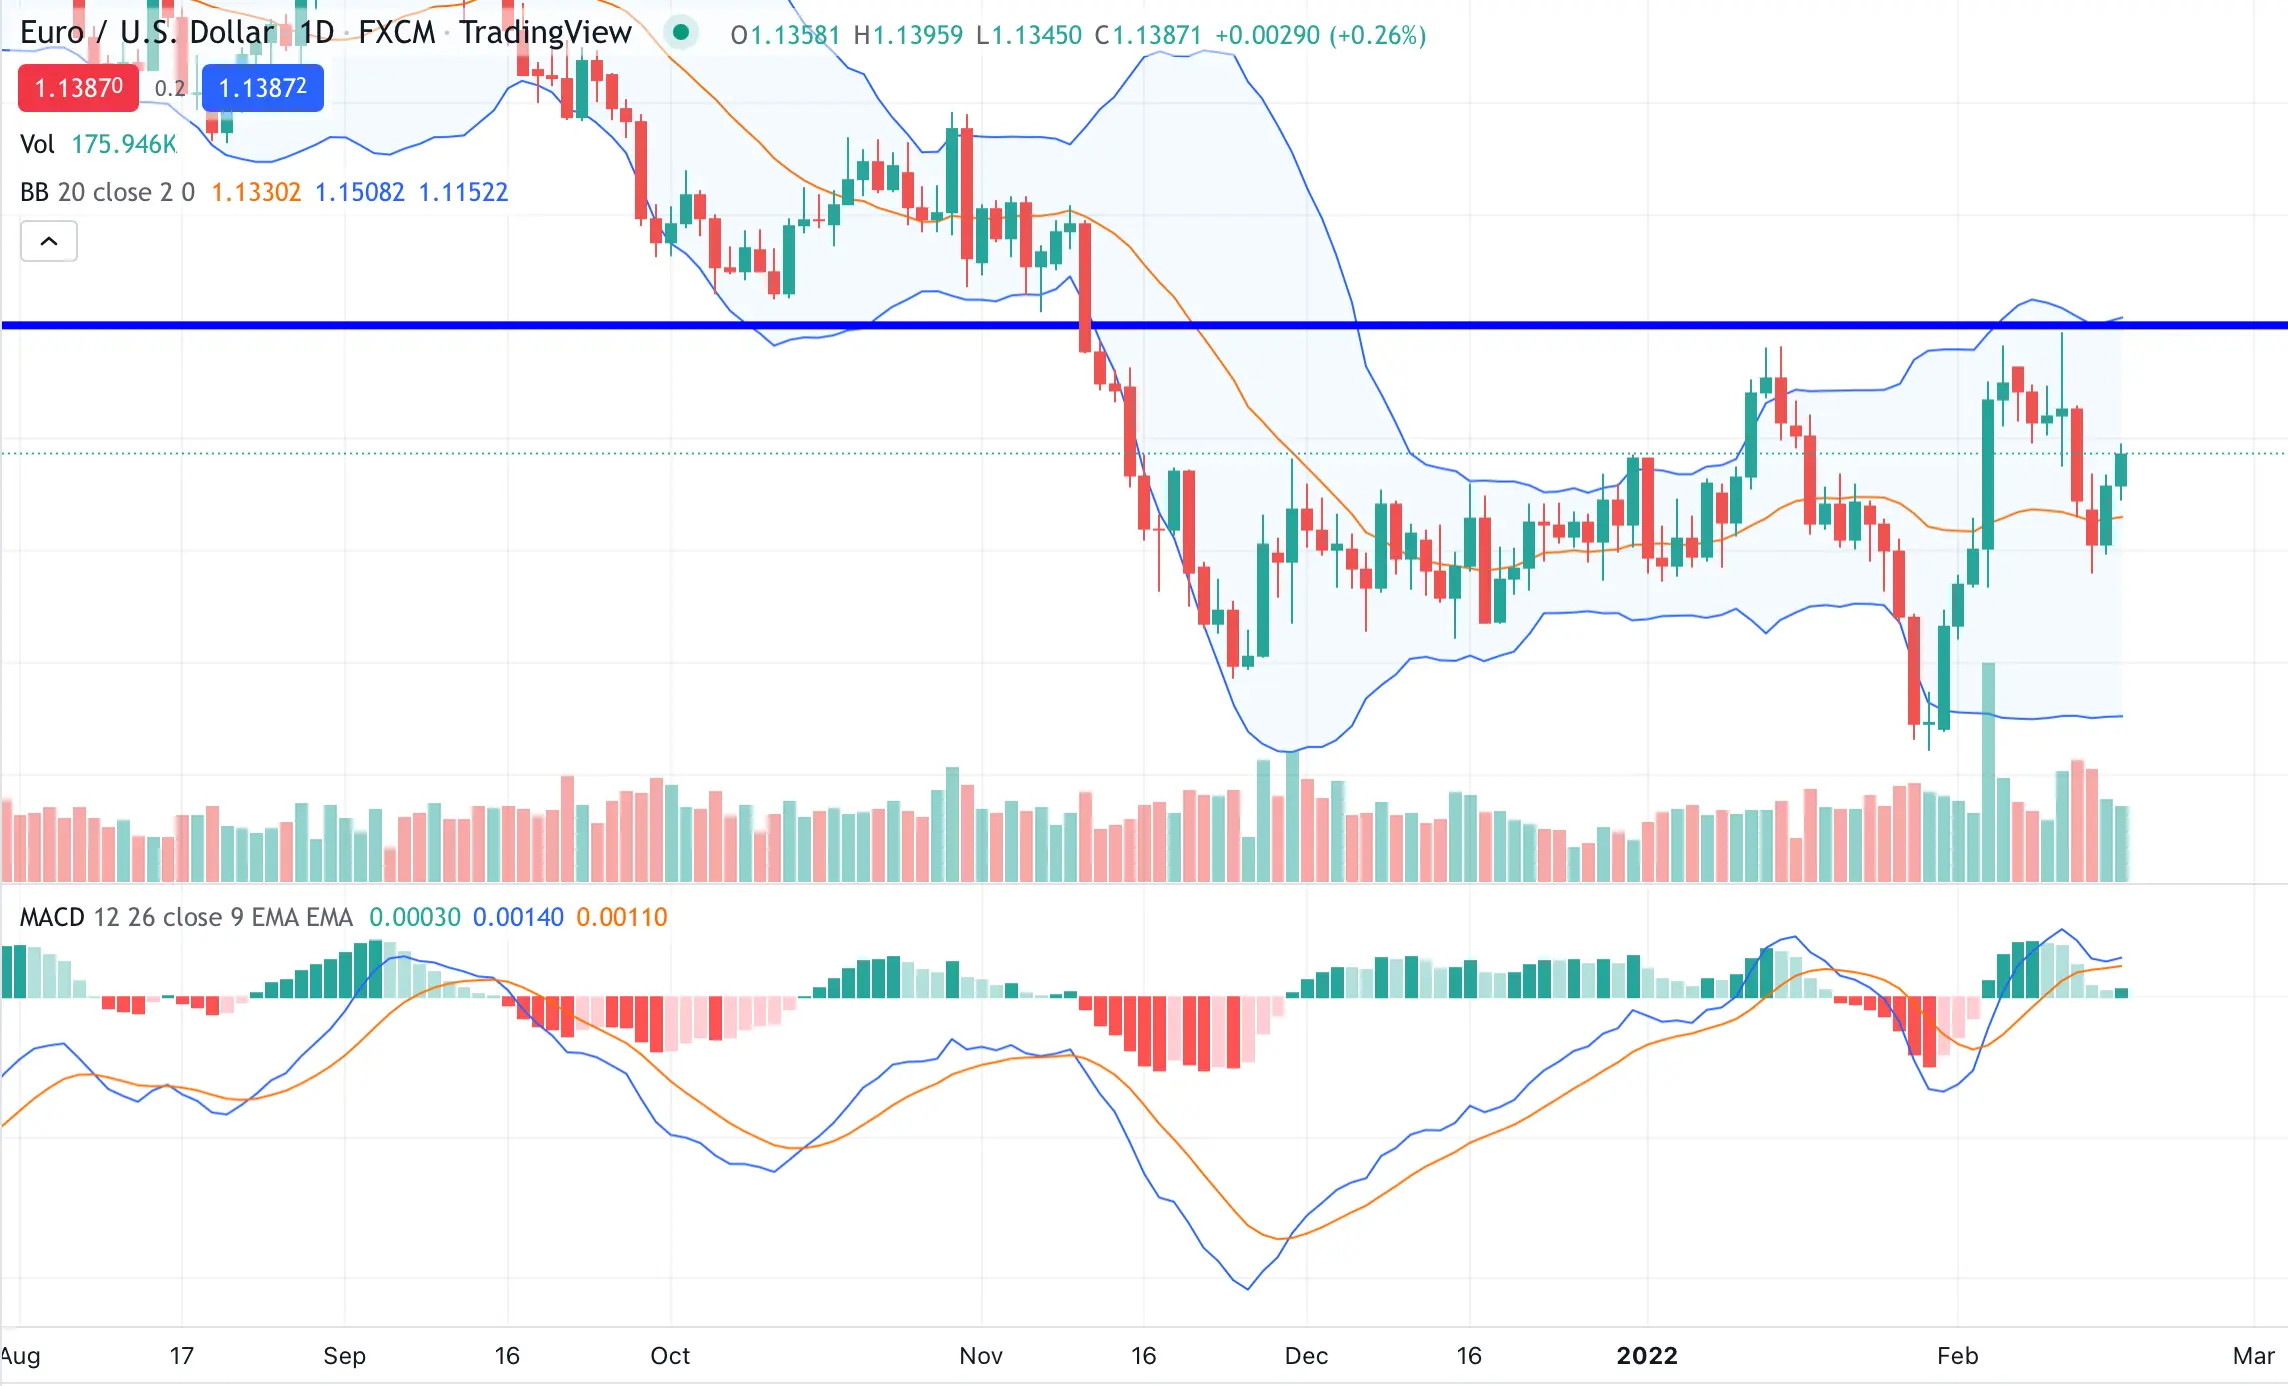 Euro / U.S. Dollar · 1D · FXCM · TradingView O1.13581 H1.13959 L1.13450 C1.13871 +0.00290 (+0.26%)
1.13870 0.2 1.13872
Vol 175.946K
BB 20 close 2 0 1.13302 1.15082 1.11522
MACD 12 26 close 9 EMA EMA 0.00030 0.00140 0.00110
Aug 17 Sep 16 Oct Nov 16 Dec 16 2022 Feb Mar